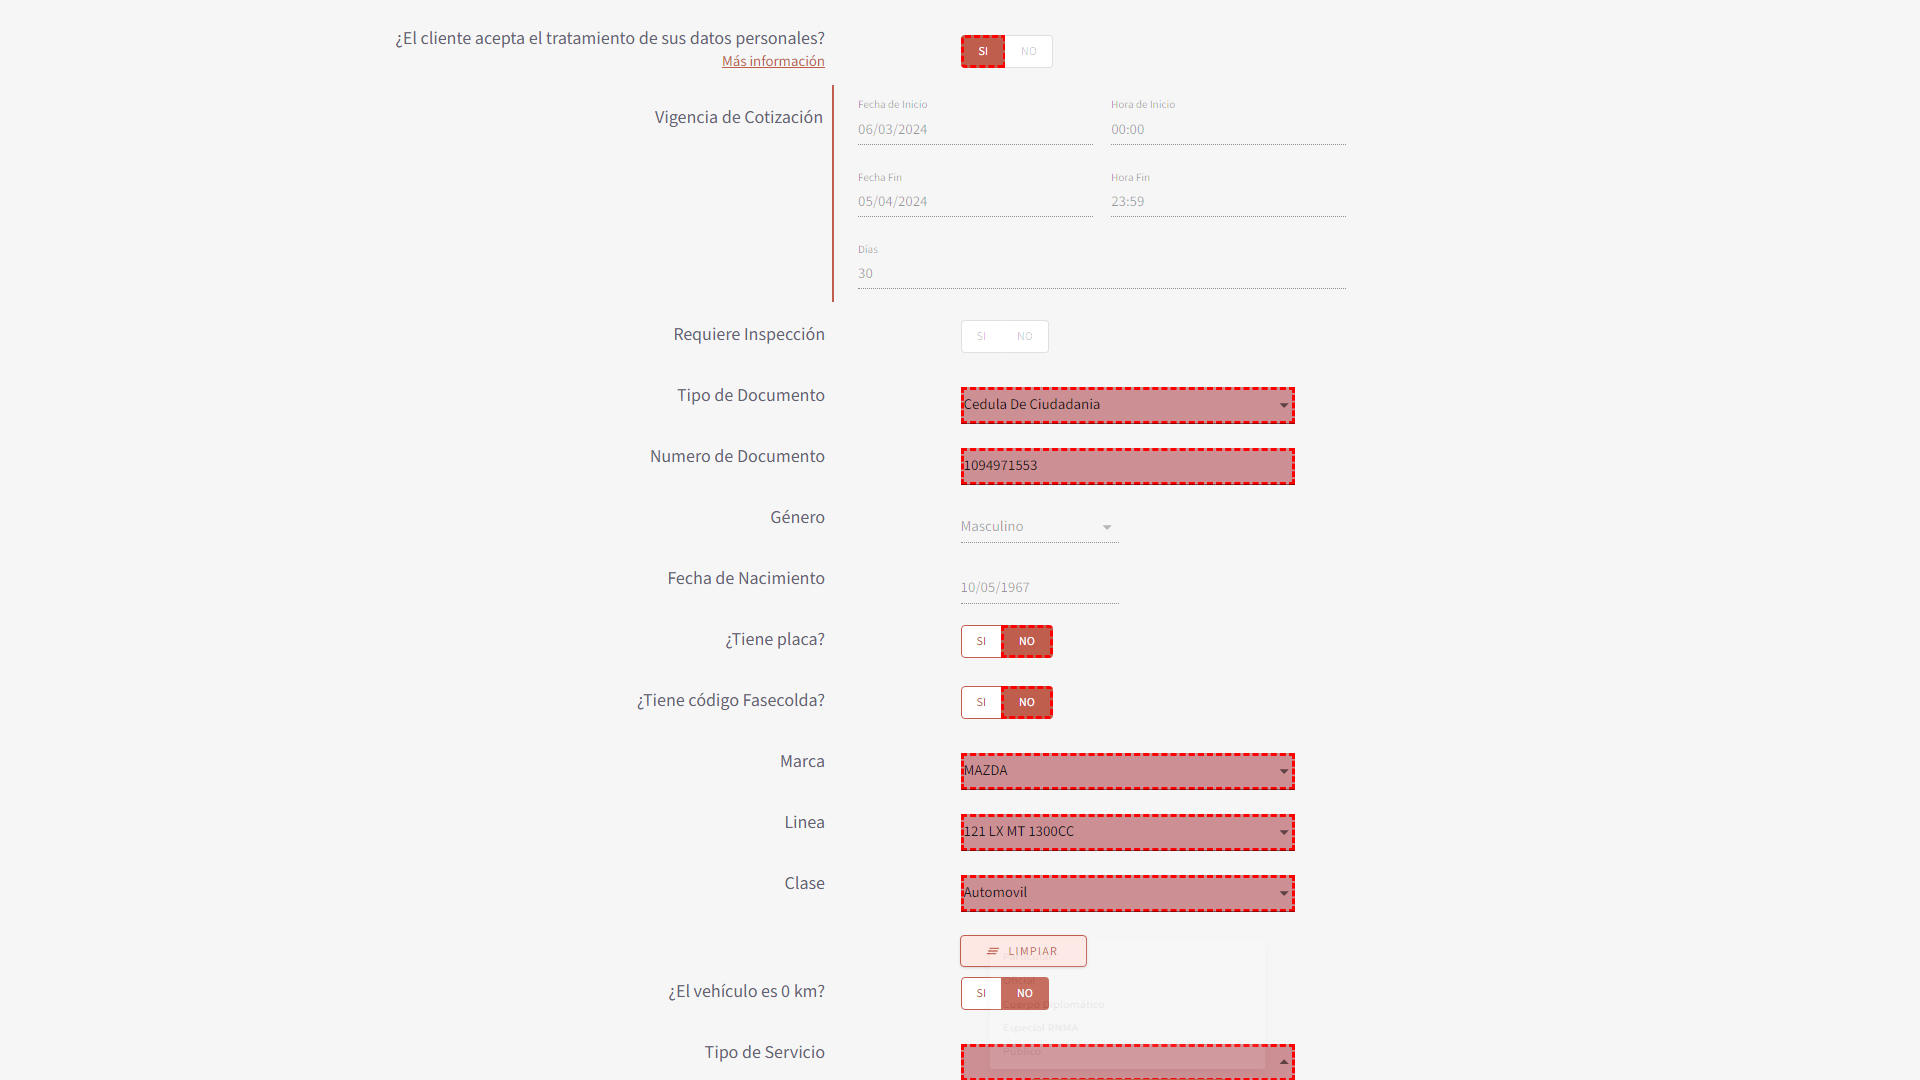 ¿El cliente acepta el tratamiento de sus datos personales?
SI NO
Más información
Vigencia de Cotización
Fecha de Inicio Hora de Inicio
06/03/2024 00:00
Fecha Fin Hora Fin
05/04/2024 23:59
Días
30
Requiere Inspección
SI NO
Tipo de Documento
Cedula De Ciudadania
Numero de Documento
1094971553
Género
Masculino
Fecha de Nacimiento
10/05/1967
¿Tiene placa?
SI NO
¿Tiene código Fasecolda?
SI NO
Marca
MAZDA
Linea
121 LX MT 1300CC
Clase
Automovil
LIMPIAR
¿El vehículo es 0 km?
SI NO
Oficial
Cuerpo Diplomático
Especial RNMA
Tipo de Servicio
Público